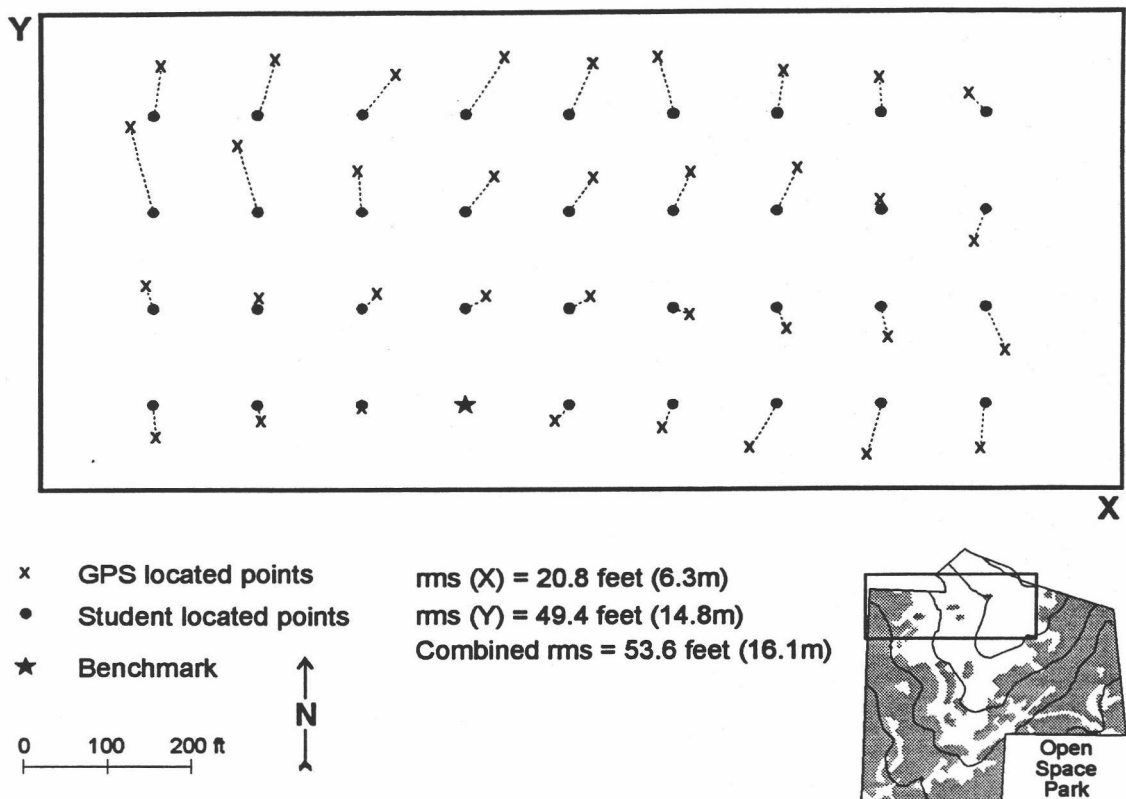 Y
X
x GPS located points
● Student located points
★ Benchmark
N
0 100 200 ft
rms (X) = 20.8 feet (6.3m)
rms (Y) = 49.4 feet (14.8m)
Combined rms = 53.6 feet (16.1m)
Open
Space
Park